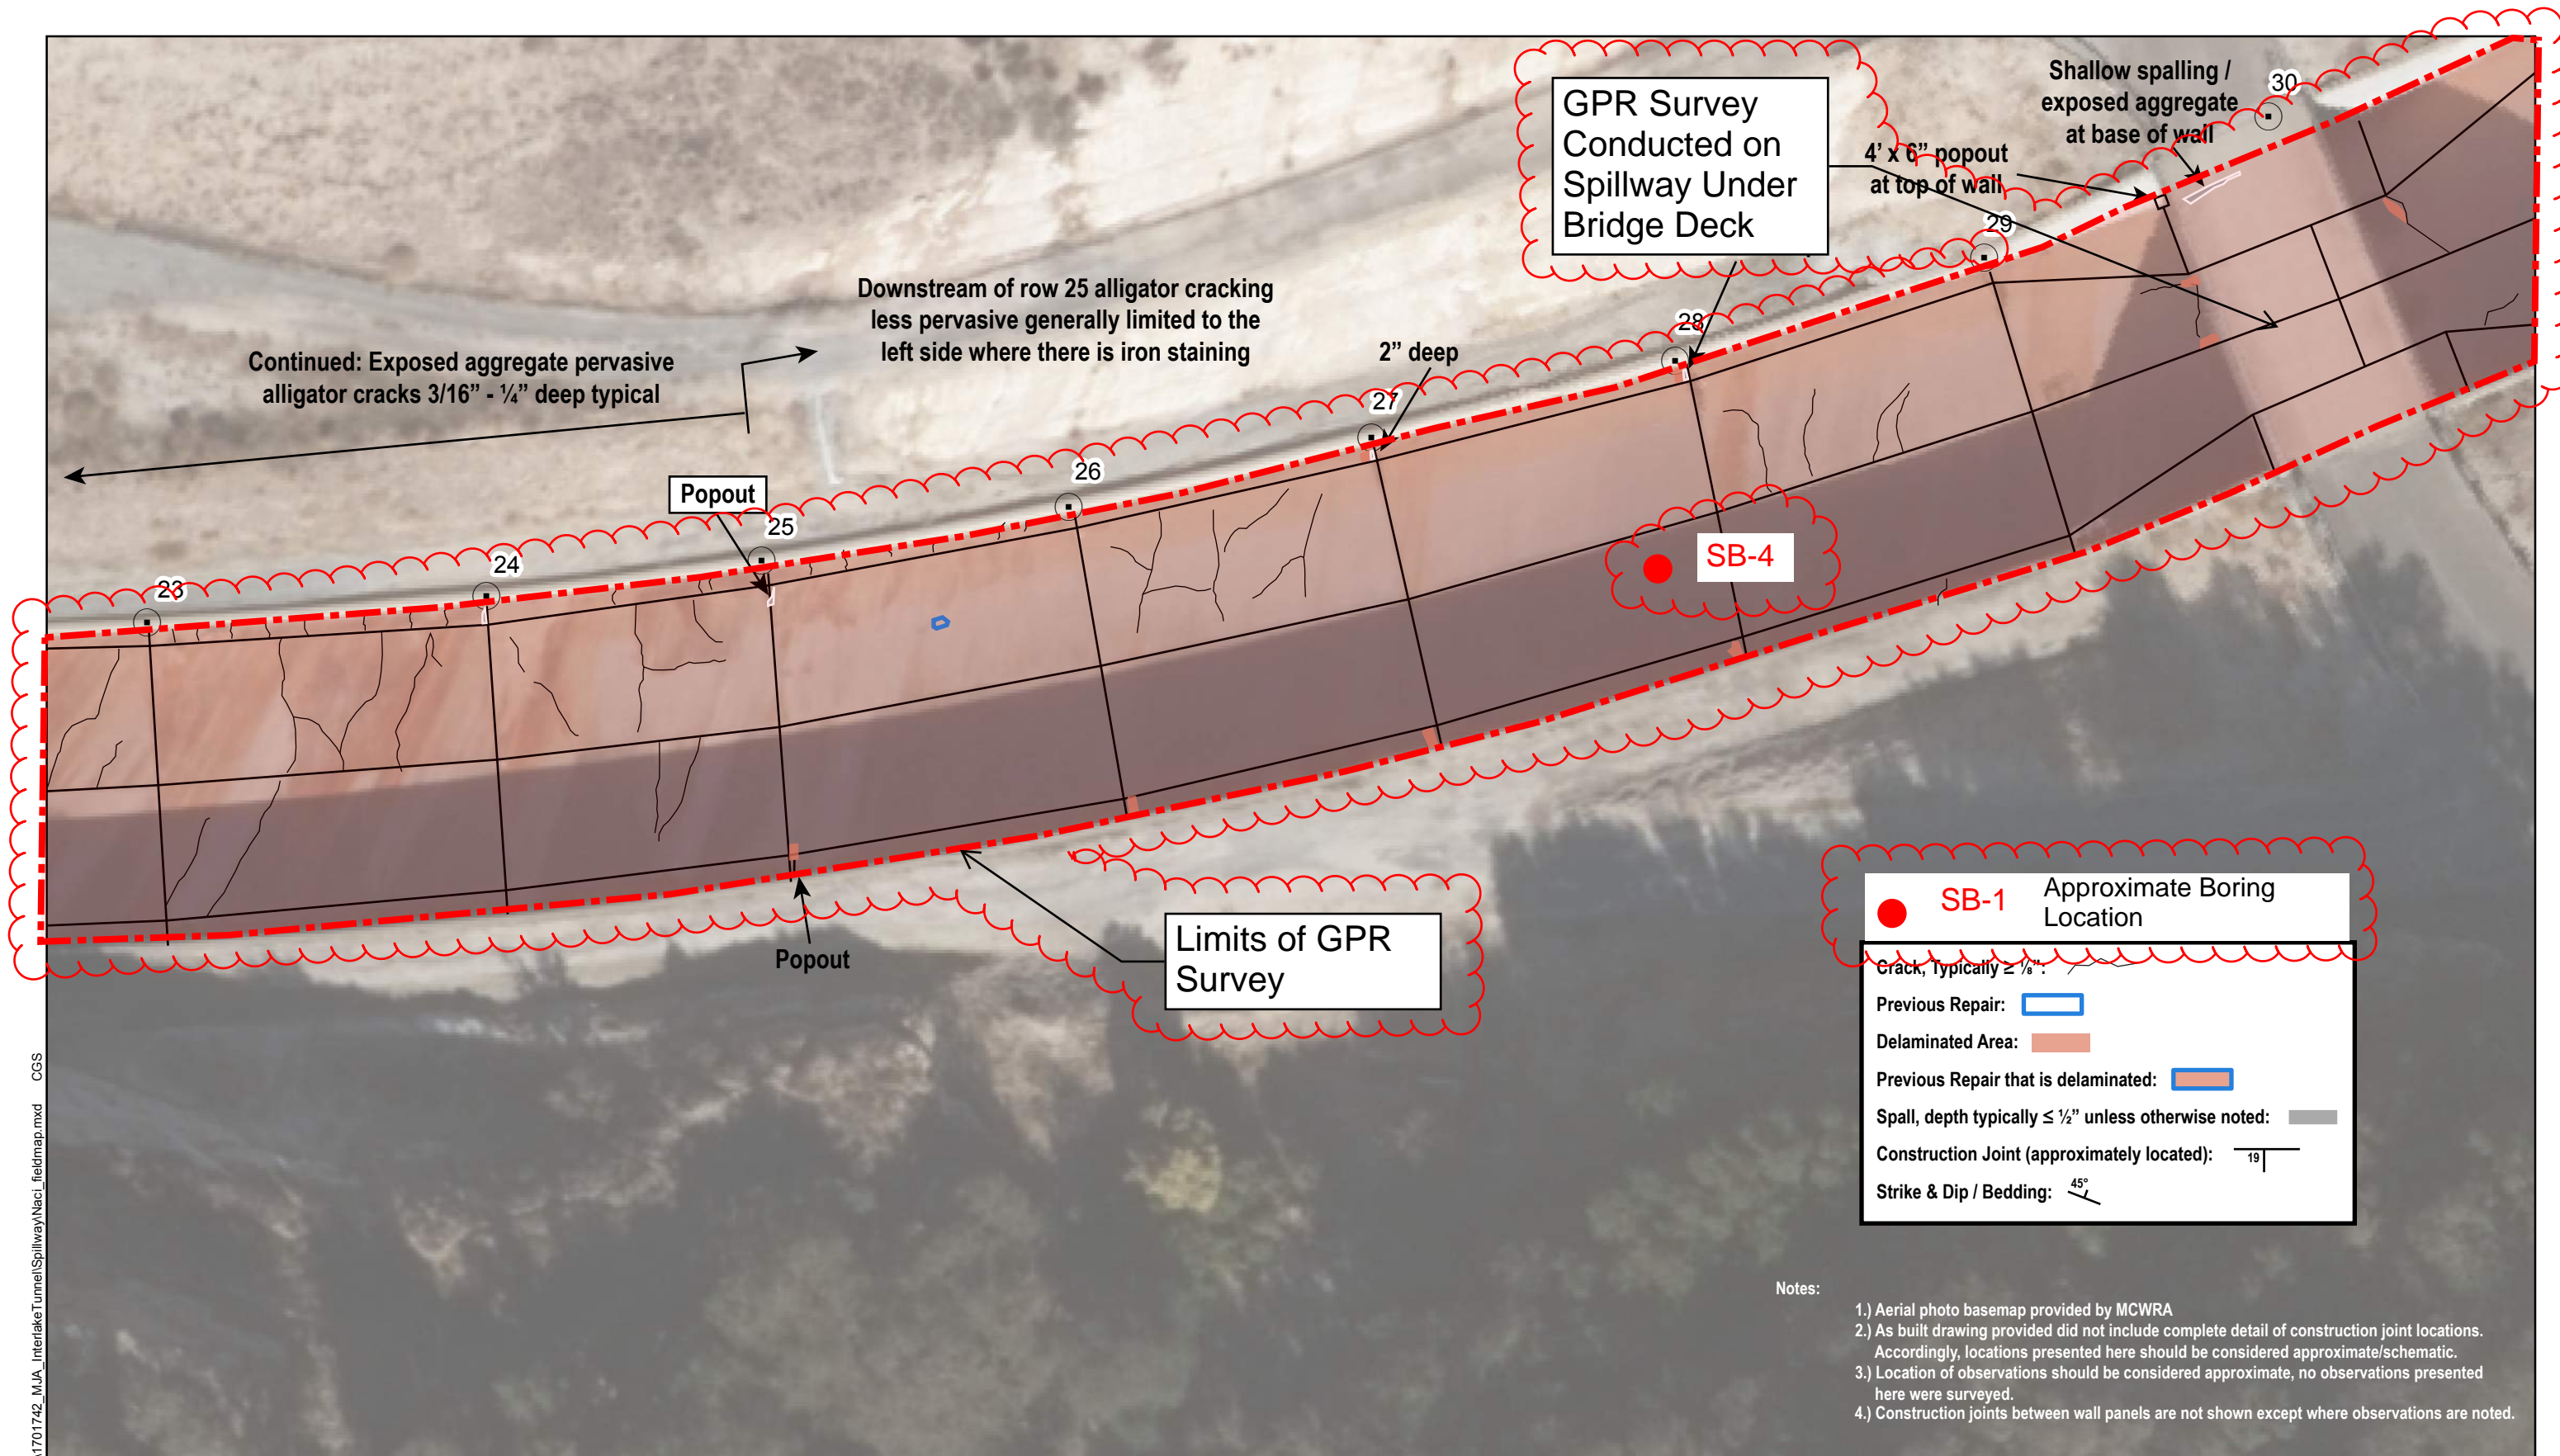 Shallow spalling /
exposed aggregate
at base of wall
30
GPR Survey
Conducted on
Spillway Under
Bridge Deck
4’ x 6” popout
at top of wall
29
Downstream of row 25 alligator cracking
less pervasive generally limited to the
left side where there is iron staining
28
2” deep
Continued: Exposed aggregate pervasive
alligator cracks 3/16” - ¼” deep typical
27
26
Popout
25
24
23
SB-4
Popout
Limits of GPR
Survey
SB-1 Approximate Boring
Location
Crack, Typically ≥ ⅛”:
Previous Repair:
Delaminated Area:
Previous Repair that is delaminated:
Spall, depth typically ≤ ½” unless otherwise noted:
Construction Joint (approximately located): 19
Strike & Dip / Bedding: 45°
Notes:
1.) Aerial photo basemap provided by MCWRA
2.) As built drawing provided did not include complete detail of construction joint locations.
Accordingly, locations presented here should be considered approximate/schematic.
3.) Location of observations should be considered approximate, no observations presented
here were surveyed.
4.) Construction joints between wall panels are not shown except where observations are noted.
1701742_MJA_InterlakeTunnel\Spillway\Naci_fieldmap.mxd CGS